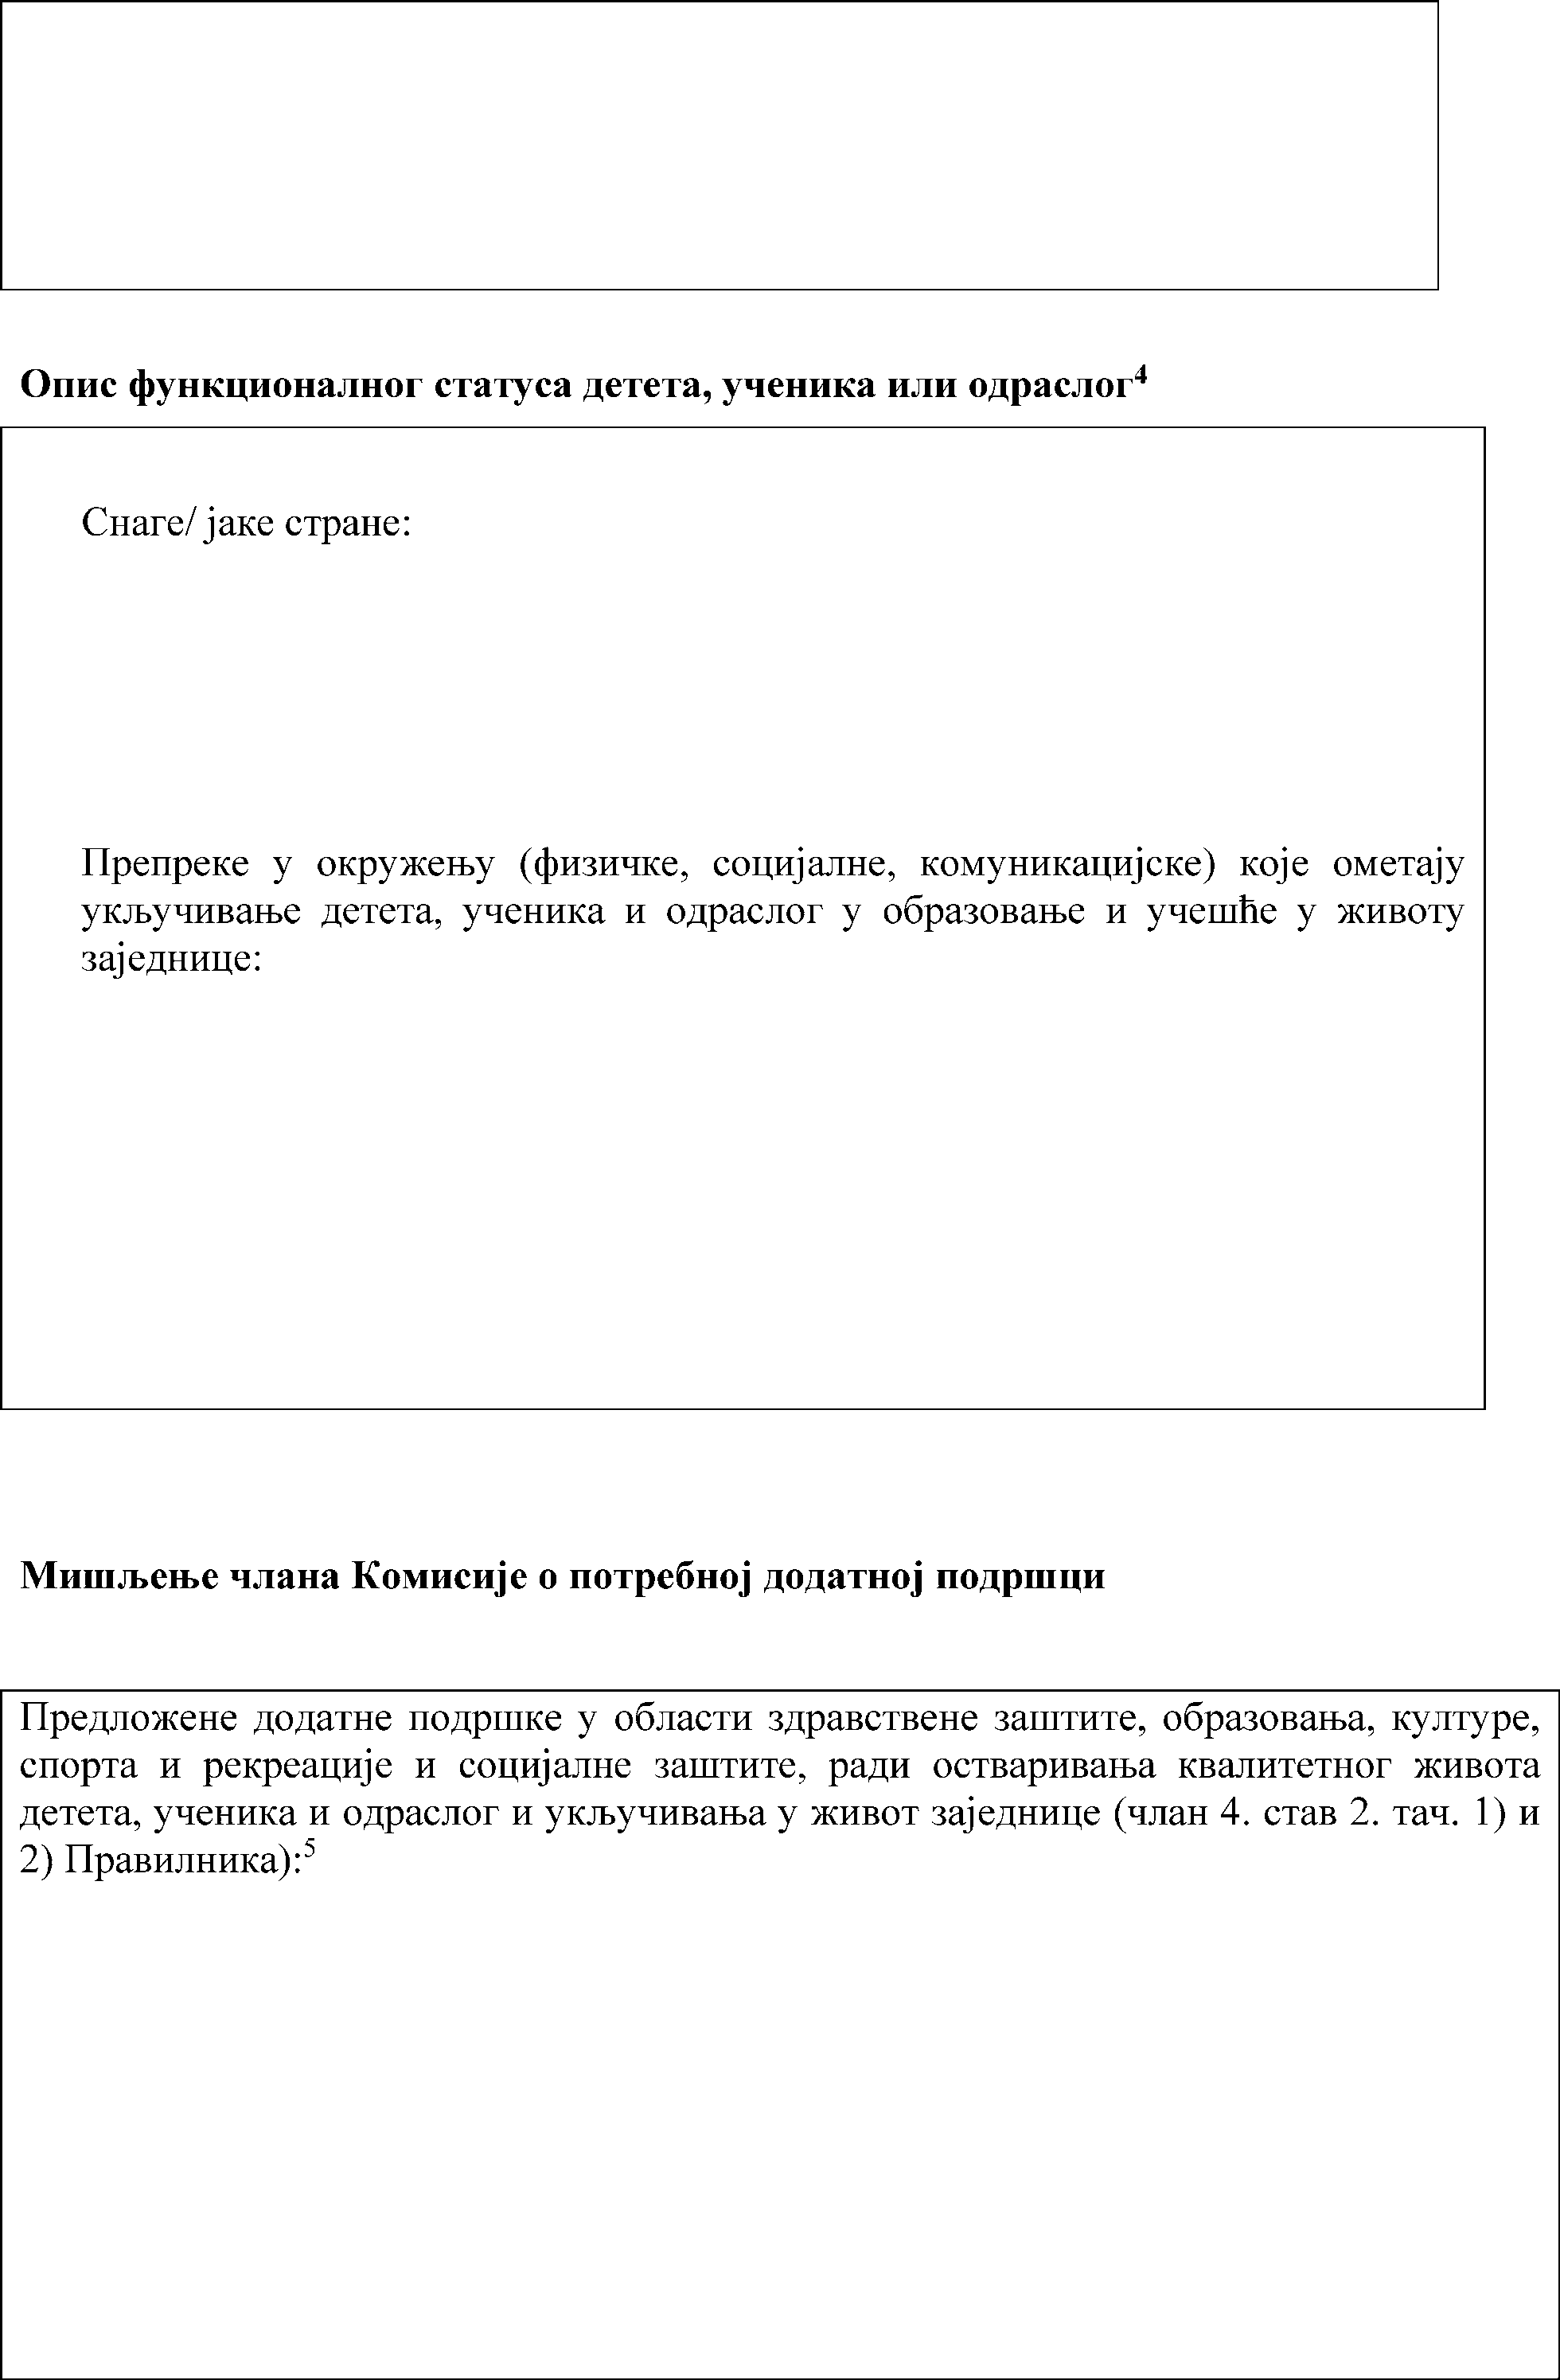 Опис функционалног статуса детета, ученика или одраслог⁴
Снаге/ јаке стране:
Препреке у окружењу (физичке, социјалне, комуникацијске) које ометају
укључивање детета, ученика и одраслог у образовање и учешће у животу
заједнице:
Мишљење члана Комисије о потребној додатној подршци
Предложене додатне подршке у области здравствене заштите, образовања, културе,
спорта и рекреације и социјалне заштите, ради остваривања квалитетног живота
детета, ученика и одраслог и укључивања у живот заједнице (члан 4. став 2. тач. 1) и
2) Правилника):⁵